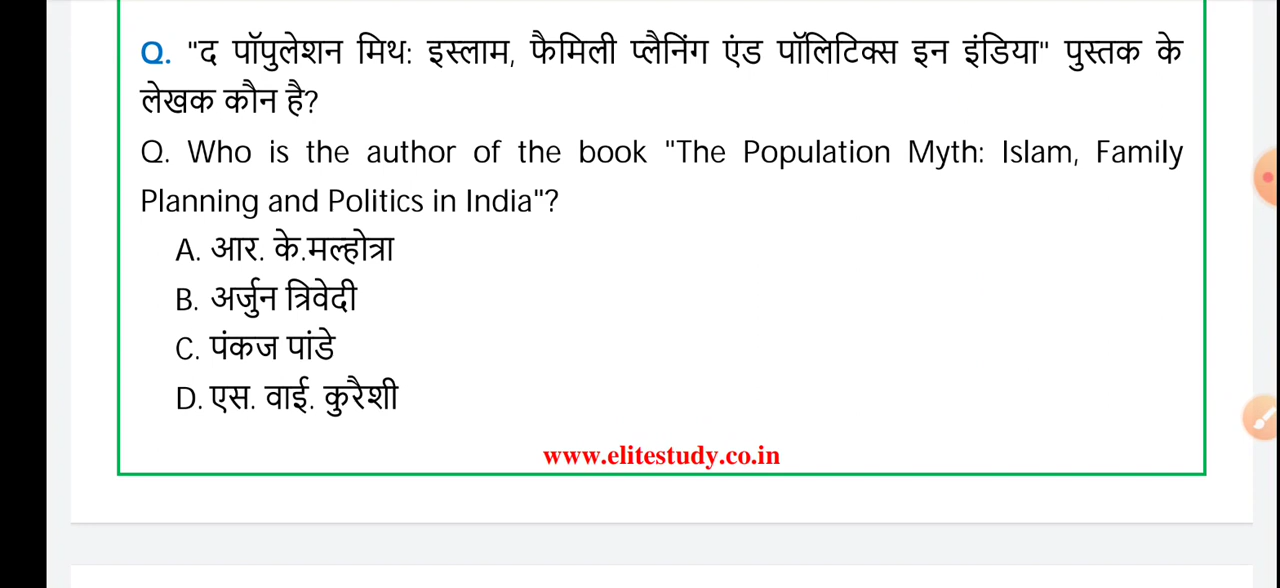 Q. "द पॉपुलेशन मिथ: इस्लाम, फैमिली प्लैनिंग एंड पॉलिटिक्स इन इंडिया" पुस्तक के
लेखक कौन है?
Q. Who is the author of the book "The Population Myth: Islam, Family
Planning and Politics in India"?
A. आर. के.मल्होत्रा
B. अर्जुन त्रिवेदी
C. पंकज पांडे
D. एस. वाई. कुरैशी
www.elitestudy.co.in